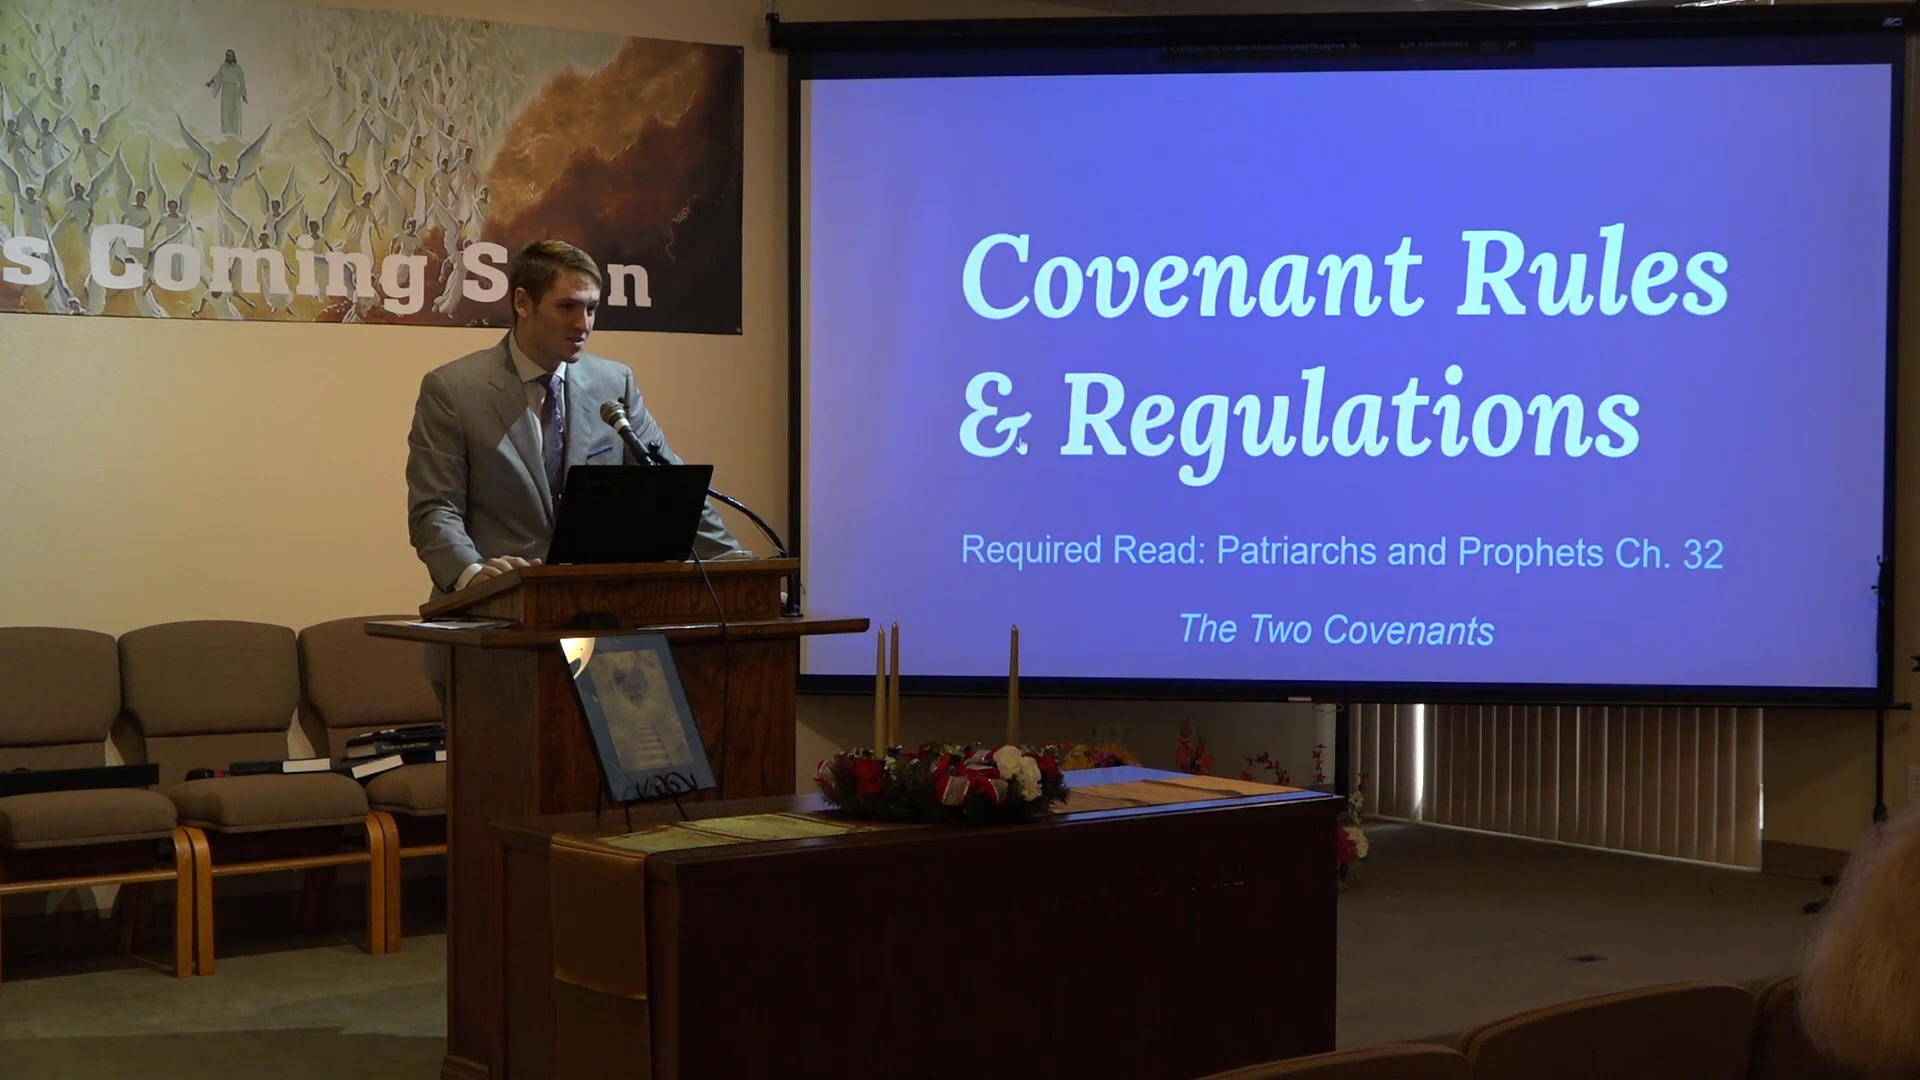 s Coming S n
Covenant Rules
& Regulations
Required Read: Patriarchs and Prophets Ch. 32
The Two Covenants